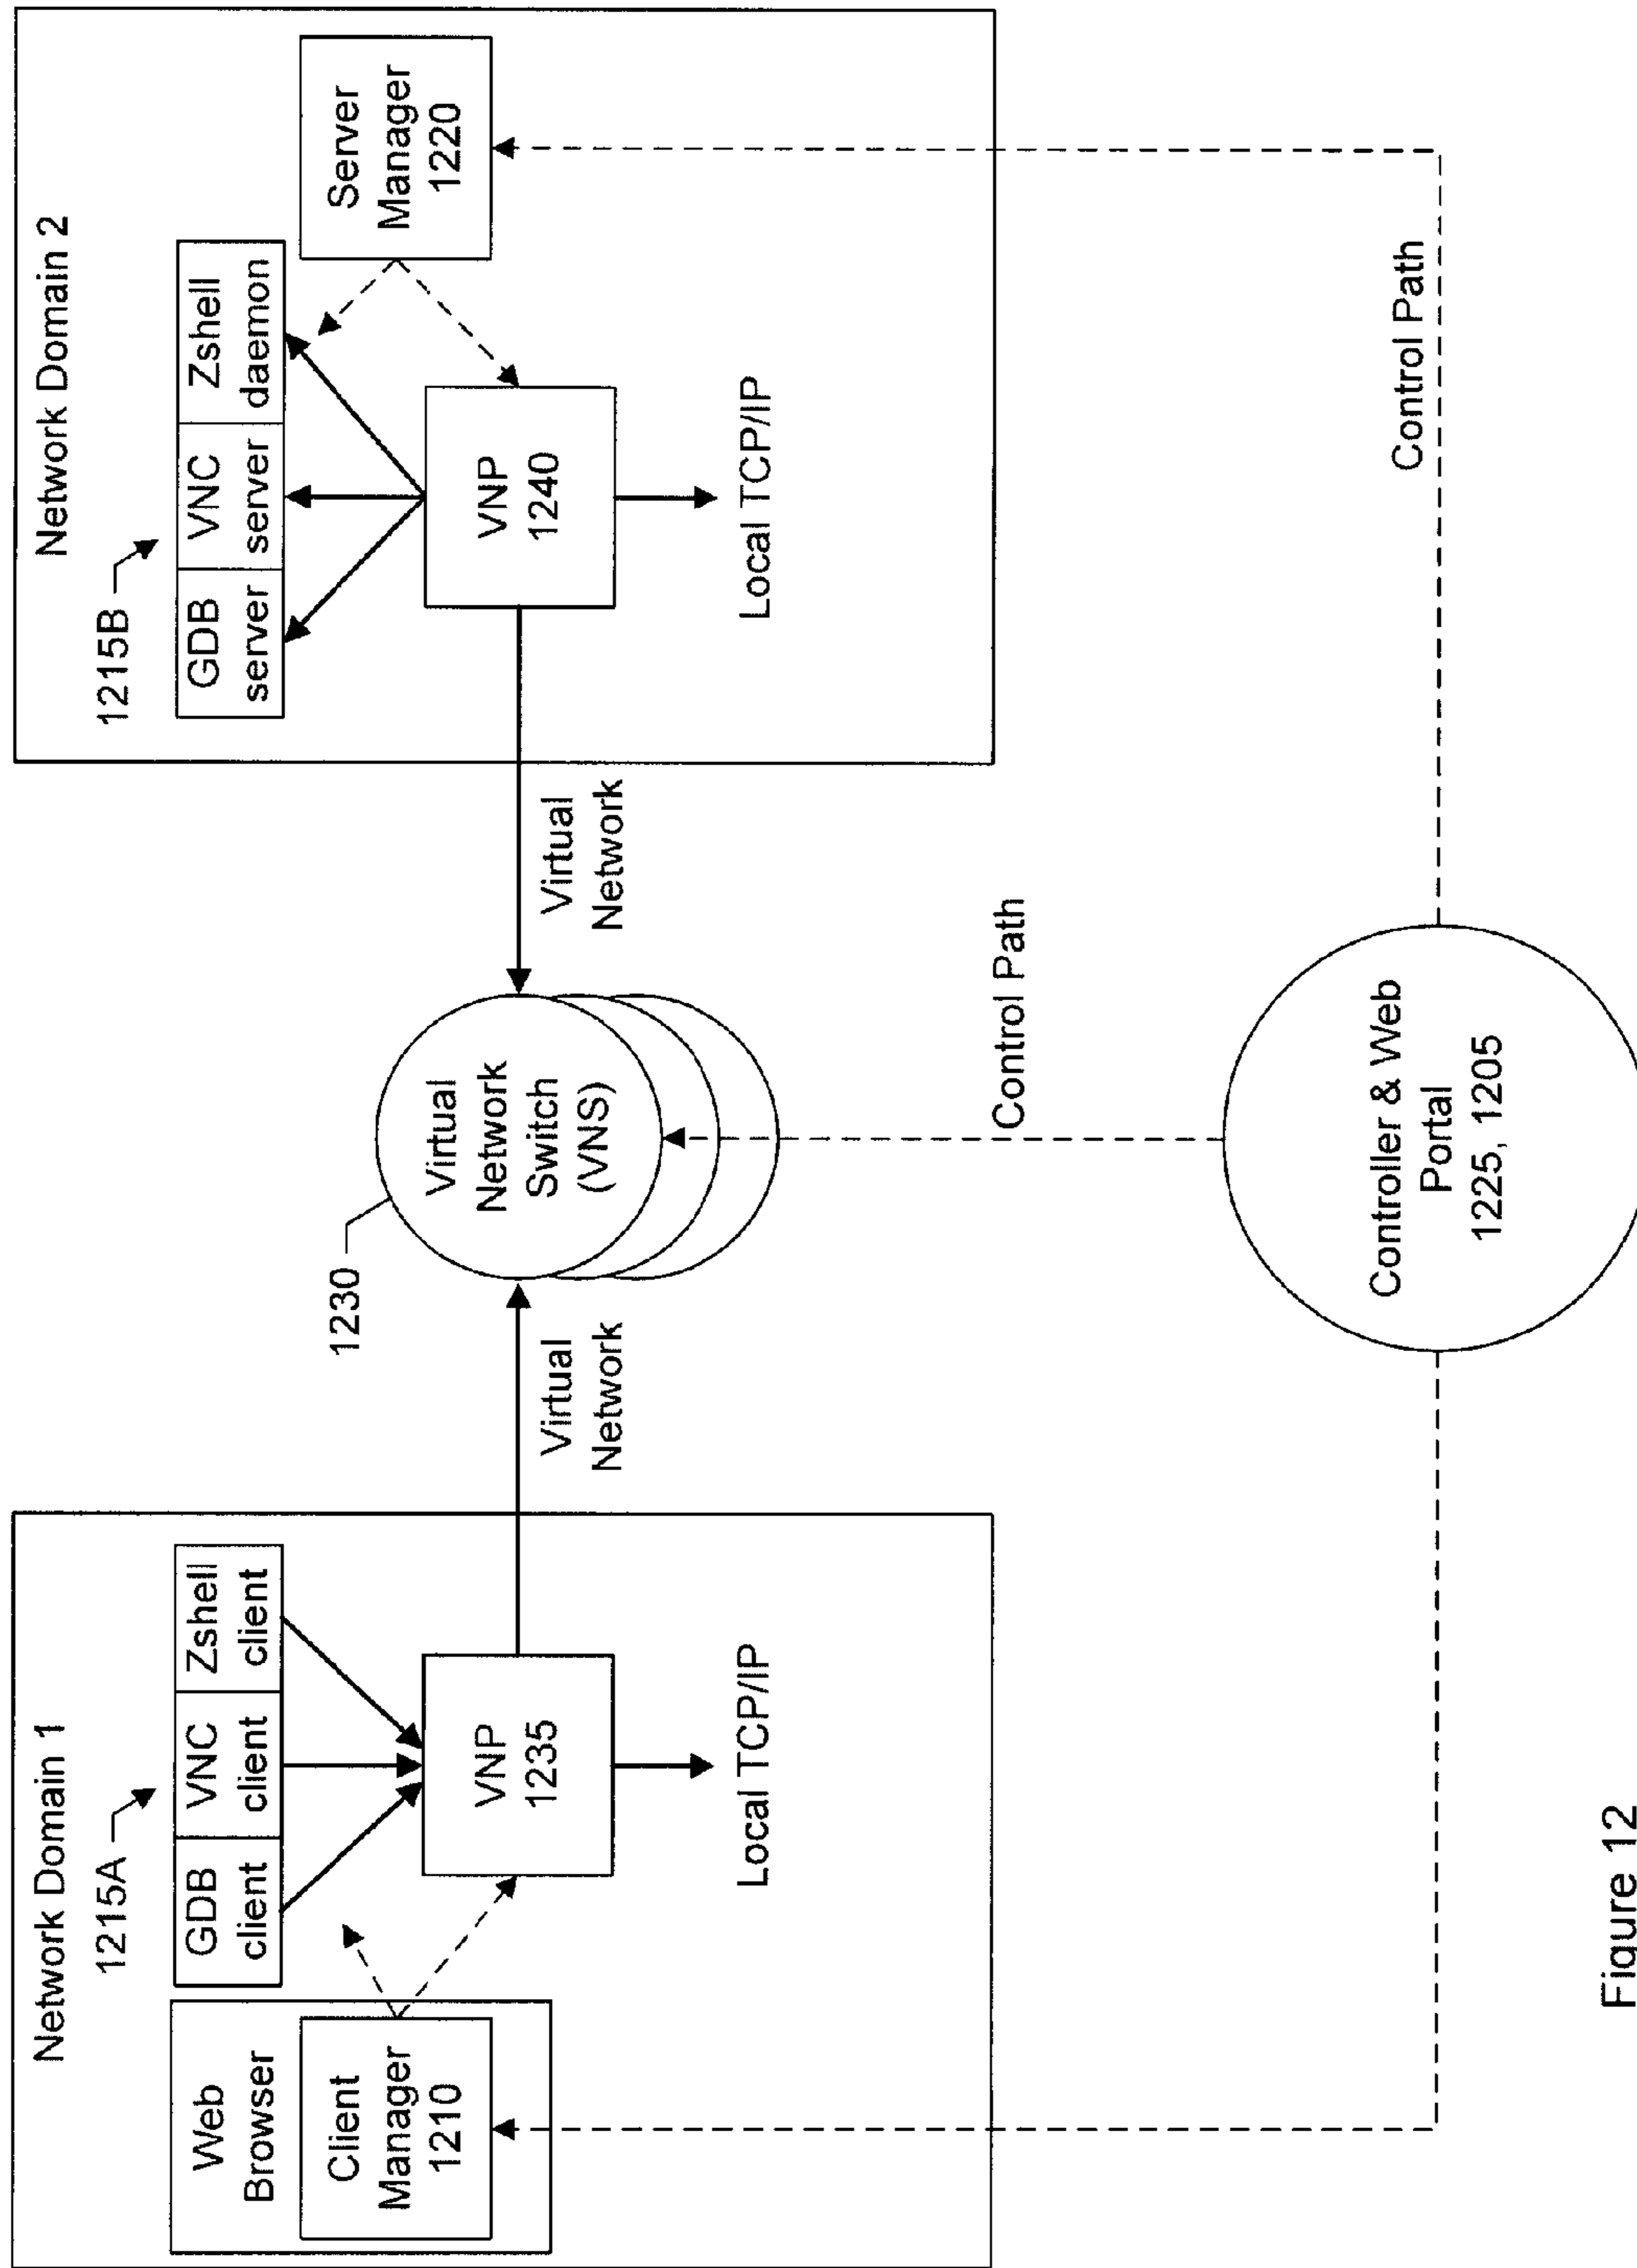 Network Domain 1
1215A
Web
Browser
Client
Manager
1210
GDB
client
VNC
client
Zshell
client
VNP
1235
Local TCP/IP
Virtual
Network
1230
Virtual
Network
Switch
(VNS)
Virtual
Network
Network Domain 2
1215B
GDB
server
VNC
server
Zshell
daemon
Server
Manager
1220
VNP
1240
Local TCP/IP
Control Path
Control Path
Controller & Web
Portal
1225, 1205
Figure 12